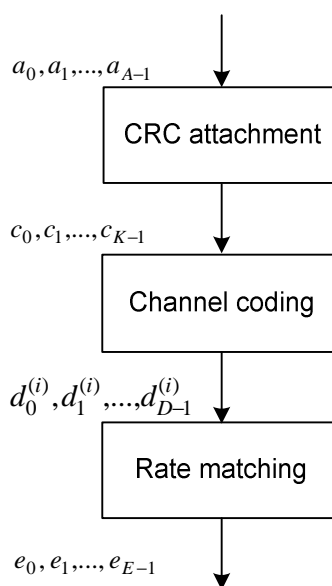 a_0, a_1, ..., a_{A-1}
CRC attachment
c_0, c_1, ..., c_{K-1}
Channel coding
d_0^{(i)}, d_1^{(i)}, ..., d_{D-1}^{(i)}
Rate matching
e_0, e_1, ..., e_{E-1}